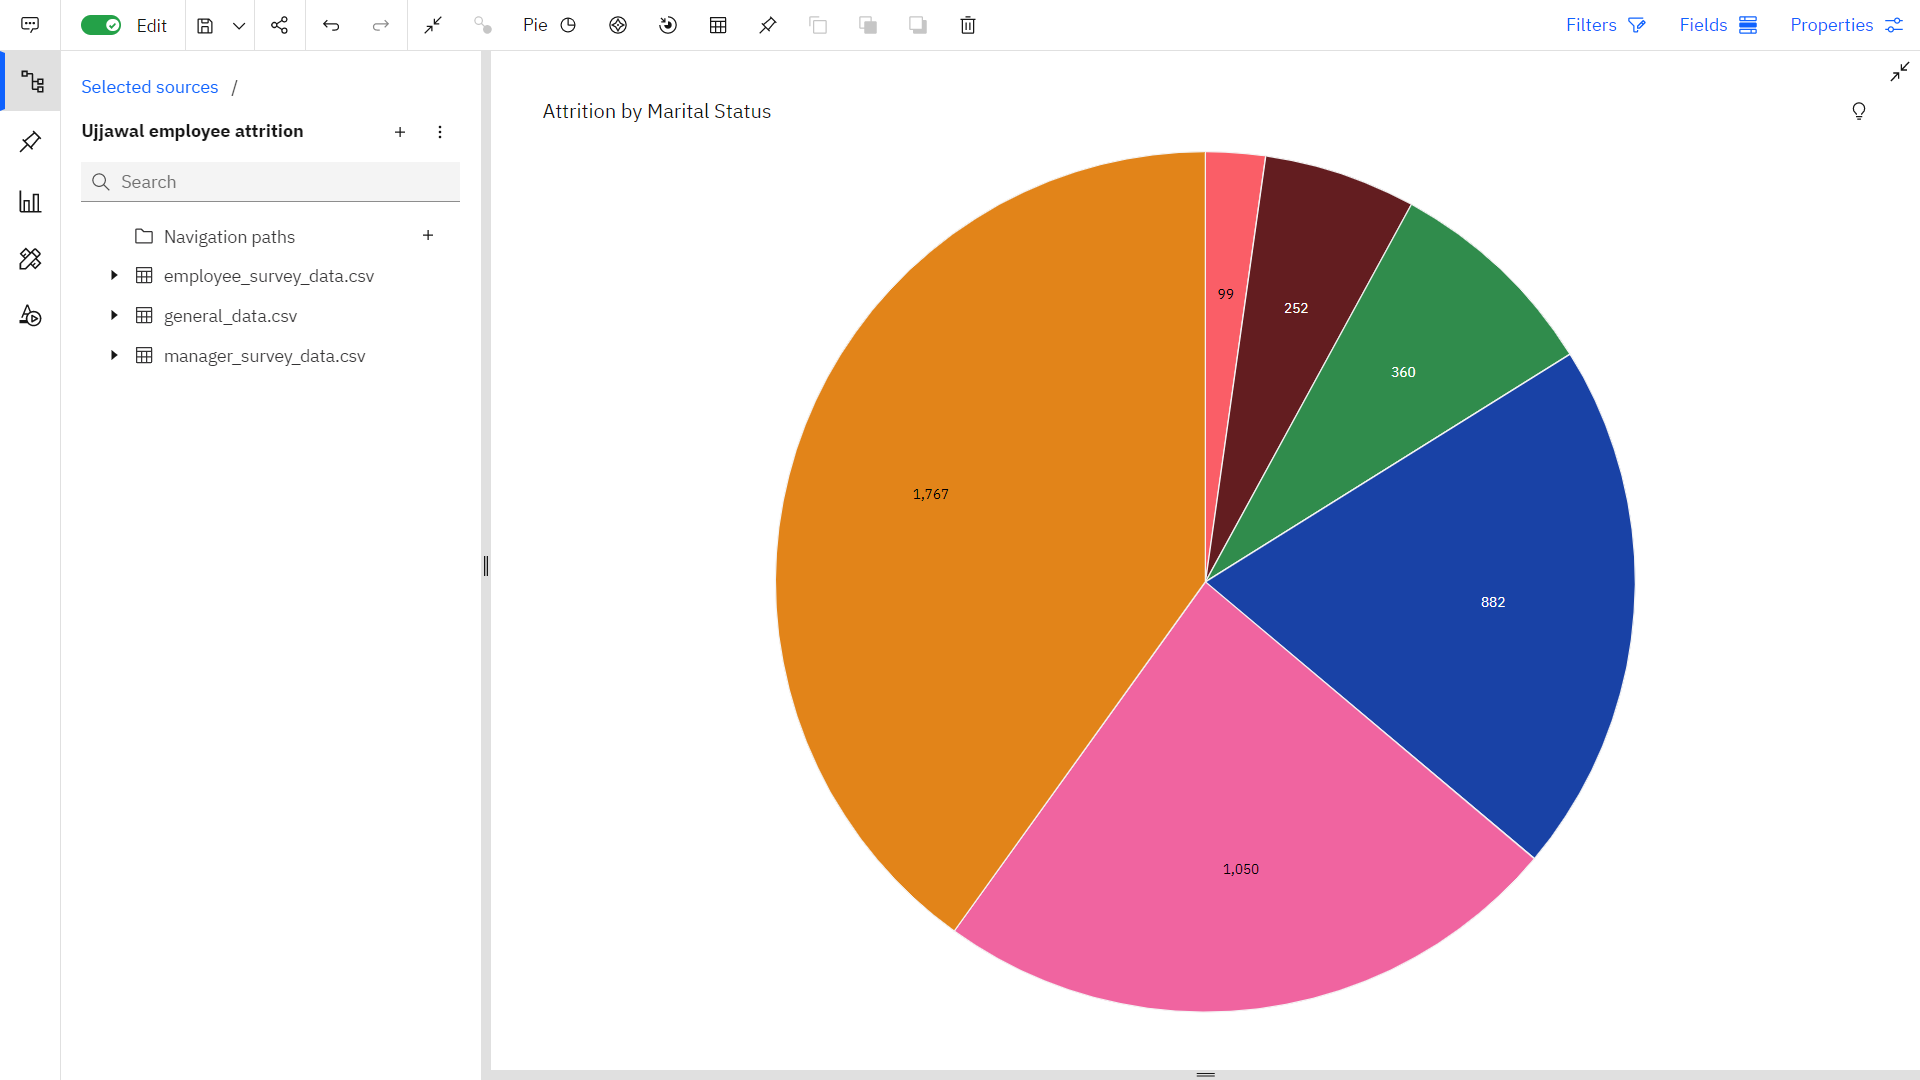 Edit
Pie
Filters
Fields
Properties
Selected sources /
Ujjawal employee attrition
Search
Navigation paths
employee_survey_data.csv
general_data.csv
manager_survey_data.csv
Attrition by Marital Status
99
252
360
1,767
882
1,050